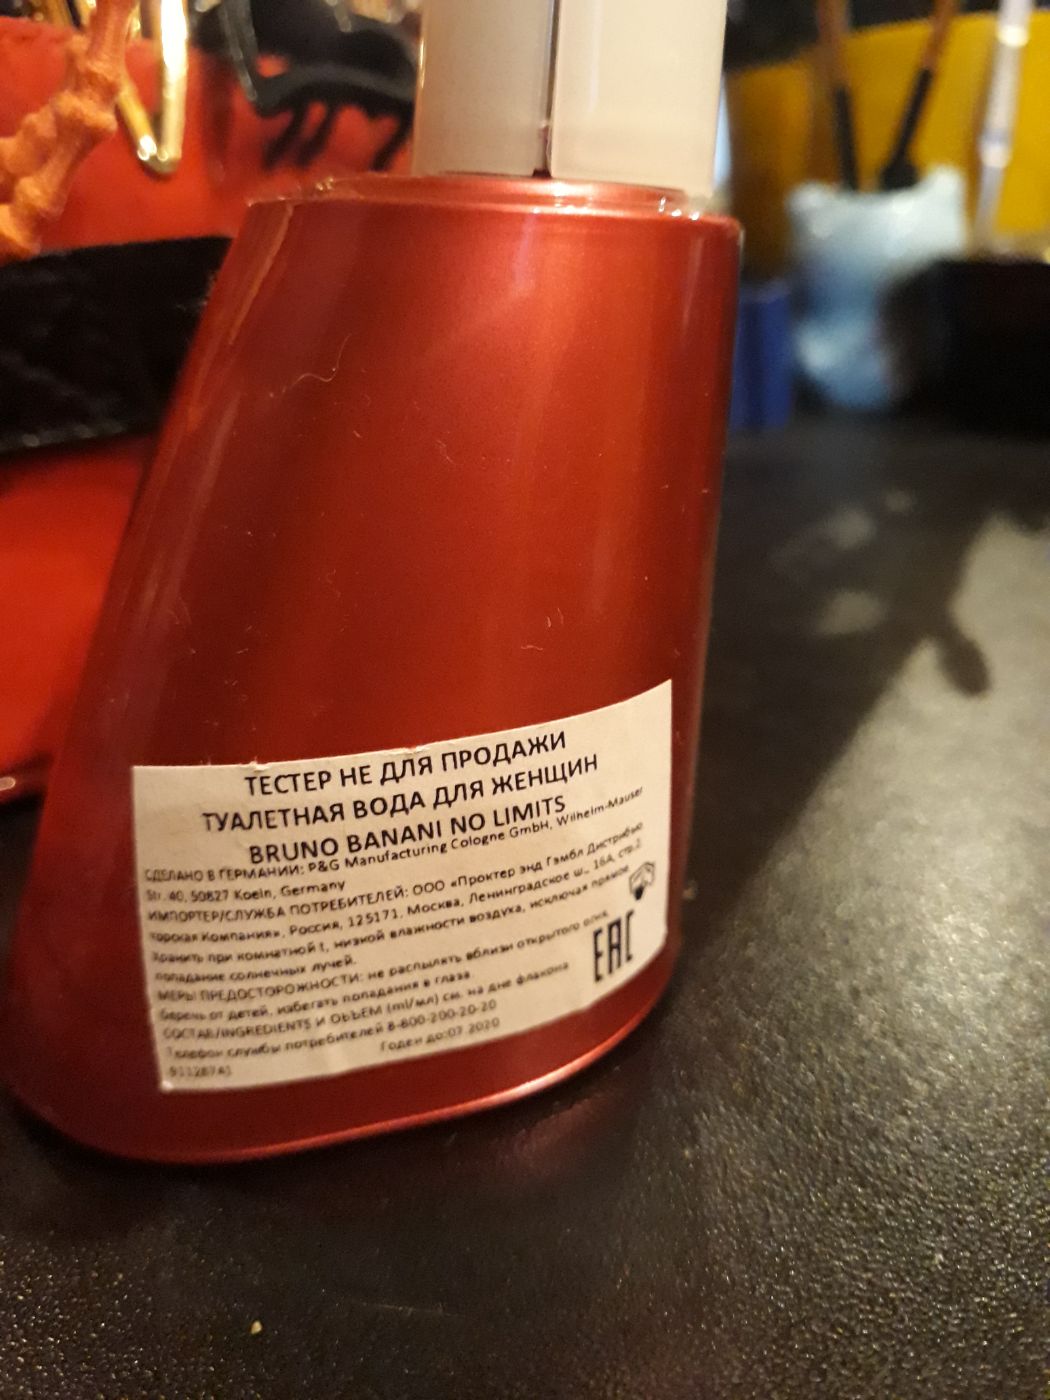 ТЕСТЕР НЕ ДЛЯ ПРОДАЖИ
ТУАЛЕТНАЯ ВОДА ДЛЯ ЖЕНЩИН
BRUNO BANANI NO LIMITS
СДЕЛАНО В ГЕРМАНИИ: P&G Manufacturing Cologne GmbH, Wilhelm-Mauser
Str. 40, 50827 Koeln, Germany
ИМПОРТЕР/СЛУЖБА ПОТРЕБИТЕЛЕЙ: ООО «Проктер энд Гэмбл Дистрибью
торская Компания», Россия, 125171, Москва, Ленинградское ш., 16А, стр.2
Хранить при комнатной t, низкой влажности воздуха, исключая прямое
попадание солнечных лучей.
МЕРЫ ПРЕДОСТОРОЖНОСТИ: не распылять вблизи открытого огня,
беречь от детей, избегать попадания в глаза
СОСТАВ/INGREDIENTS И ОБЪЕМ (ml/мл) см. на дне флакона
Телефон службы потребителей 8-800-200-20-20
Годен до:07.2020
EAC